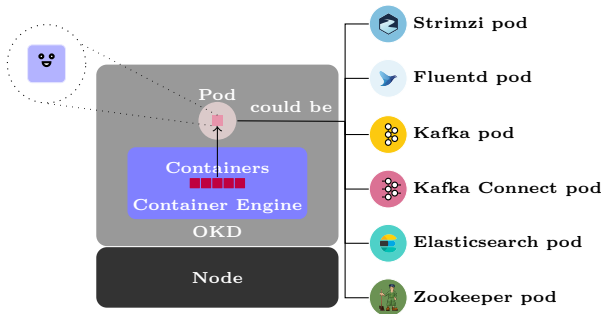 Pod
could be
Containers
Container Engine
OKD
Node
Strimzi pod
Fluentd pod
Kafka pod
Kafka Connect pod
Elasticsearch pod
Zookeeper pod